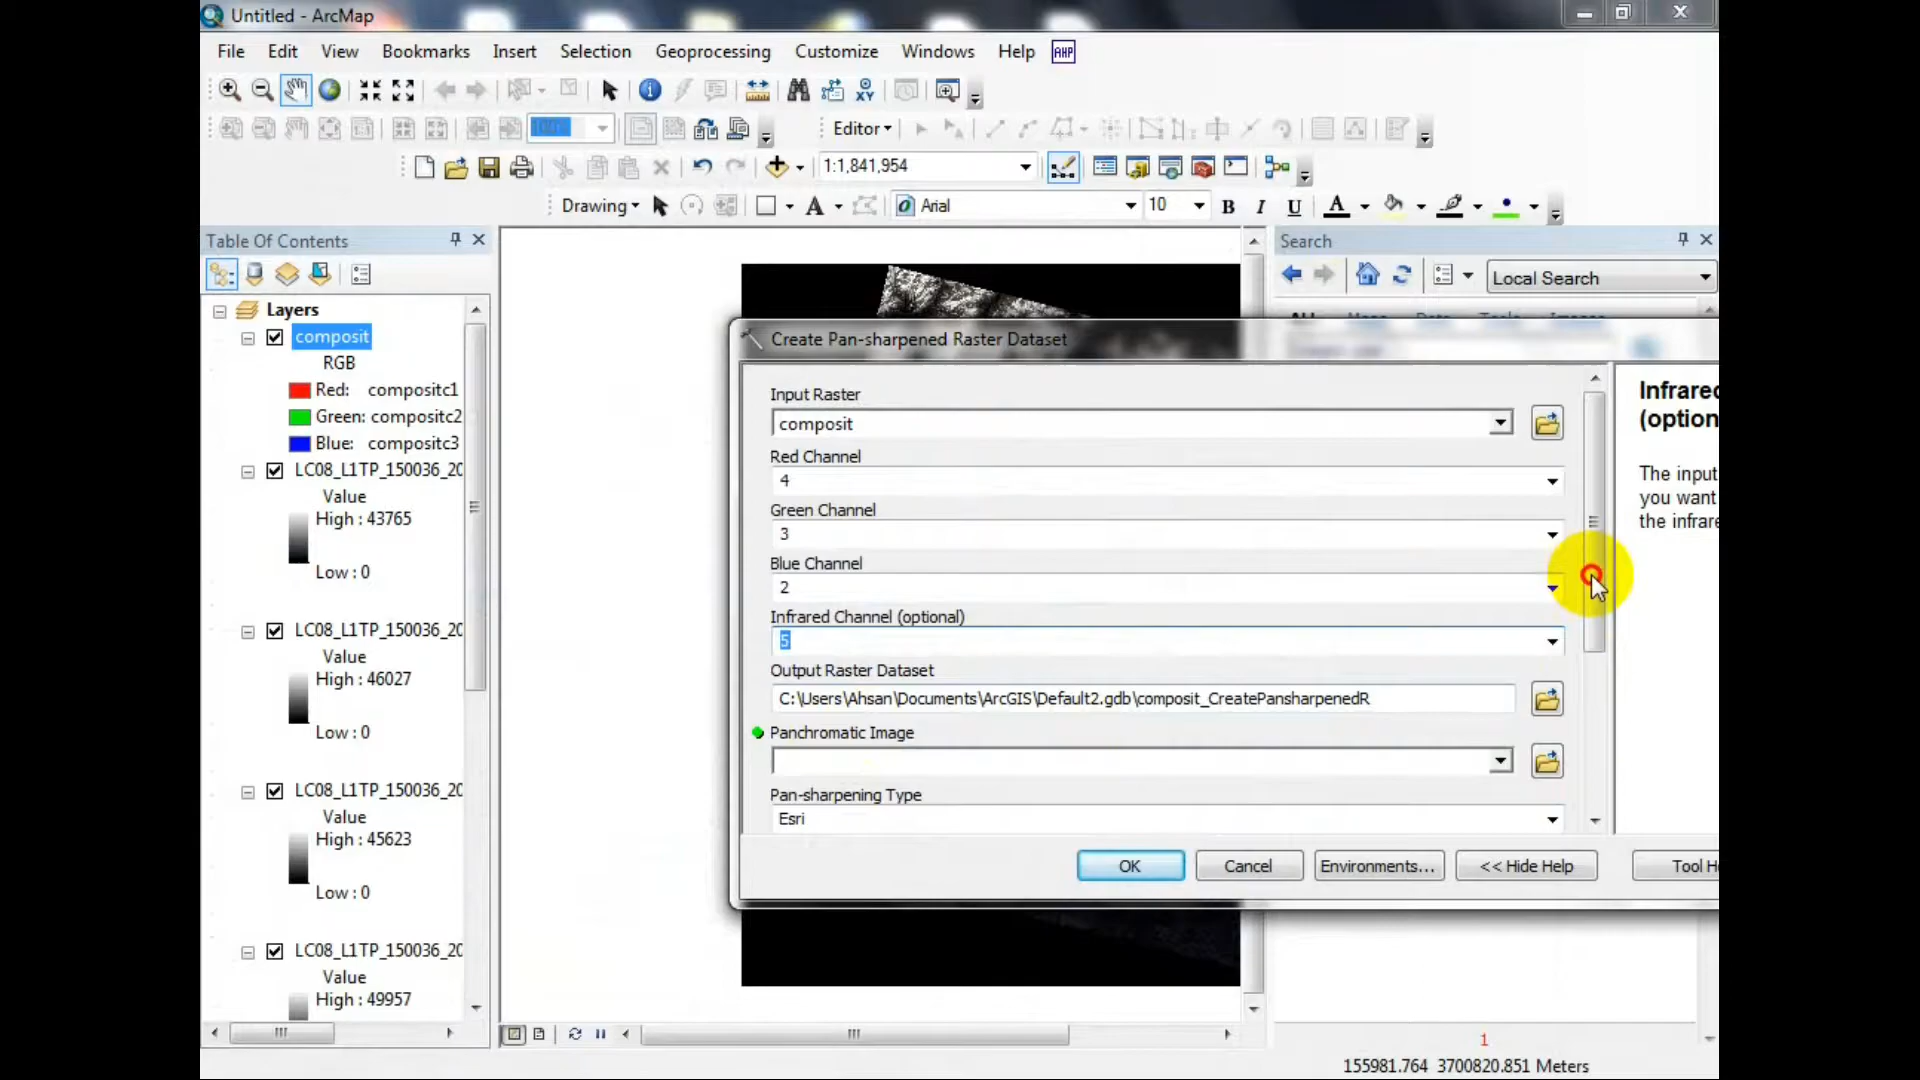 Untitled - ArcMap
File Edit View Bookmarks Insert Selection Geoprocessing Customize Windows Help AHP
Editor
1:1,841,954
Drawing A Arial 10 B I U A
Table Of Contents
Search
Local Search
Layers
composit
RGB
Red: compositc1
Green: compositc2
Blue: compositc3
LC08_L1TP_150036_20
Value
High : 43765
Low : 0
LC08_L1TP_150036_20
Value
High : 46027
Low : 0
LC08_L1TP_150036_20
Value
High : 45623
Low : 0
LC08_L1TP_150036_20
Value
High : 49957
Create Pan-sharpened Raster Dataset
Input Raster
composit
Red Channel
4
Green Channel
3
Blue Channel
2
Infrared Channel (optional)
5
Output Raster Dataset
C:\Users\Ahsan\Documents\ArcGIS\Default2.gdb\composit_CreatePansharpenedR
Panchromatic Image
Pan-sharpening Type
Esri
OK Cancel Environments... << Hide Help Tool He
Infrared
(option
The input
you want
the infrare
1
155981.764 3700820.851 Meters